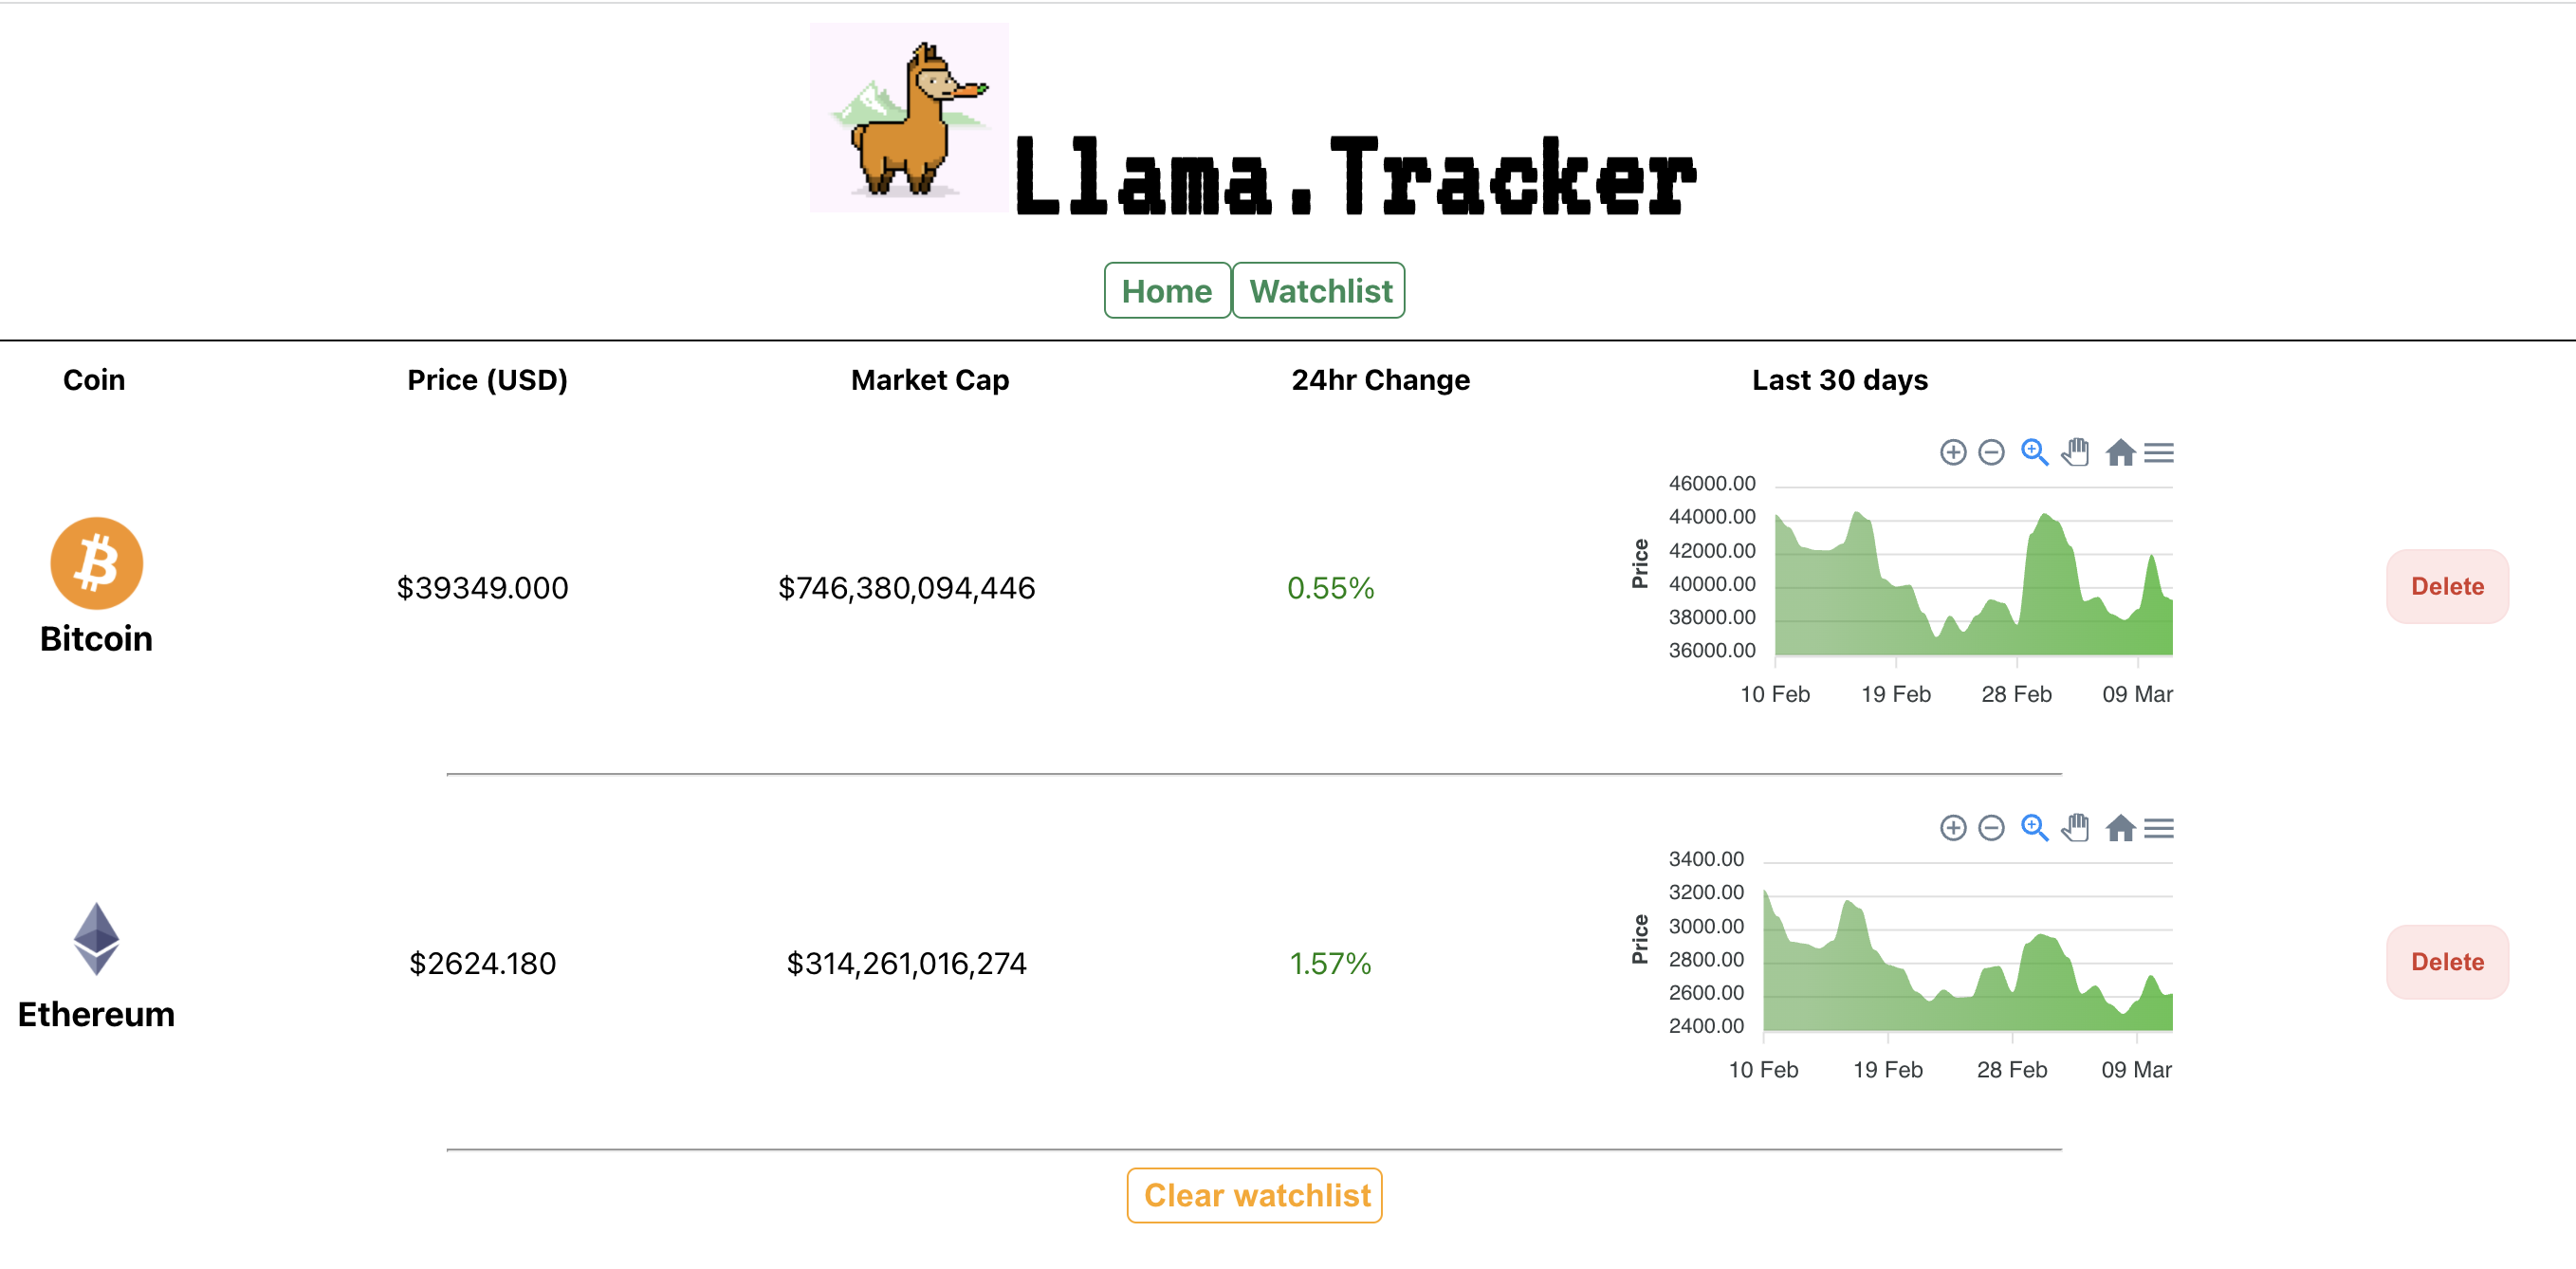 Llama.Tracker
Home Watchlist
Coin Price (USD) Market Cap 24hr Change Last 30 days
Bitcoin
$39349.000
$746,380,094,446
0.55%
Price
46000.00
44000.00
42000.00
40000.00
38000.00
36000.00
10 Feb 19 Feb 28 Feb 09 Mar
Delete
Ethereum
$2624.180
$314,261,016,274
1.57%
Price
3400.00
3200.00
3000.00
2800.00
2600.00
2400.00
10 Feb 19 Feb 28 Feb 09 Mar
Delete
Clear watchlist